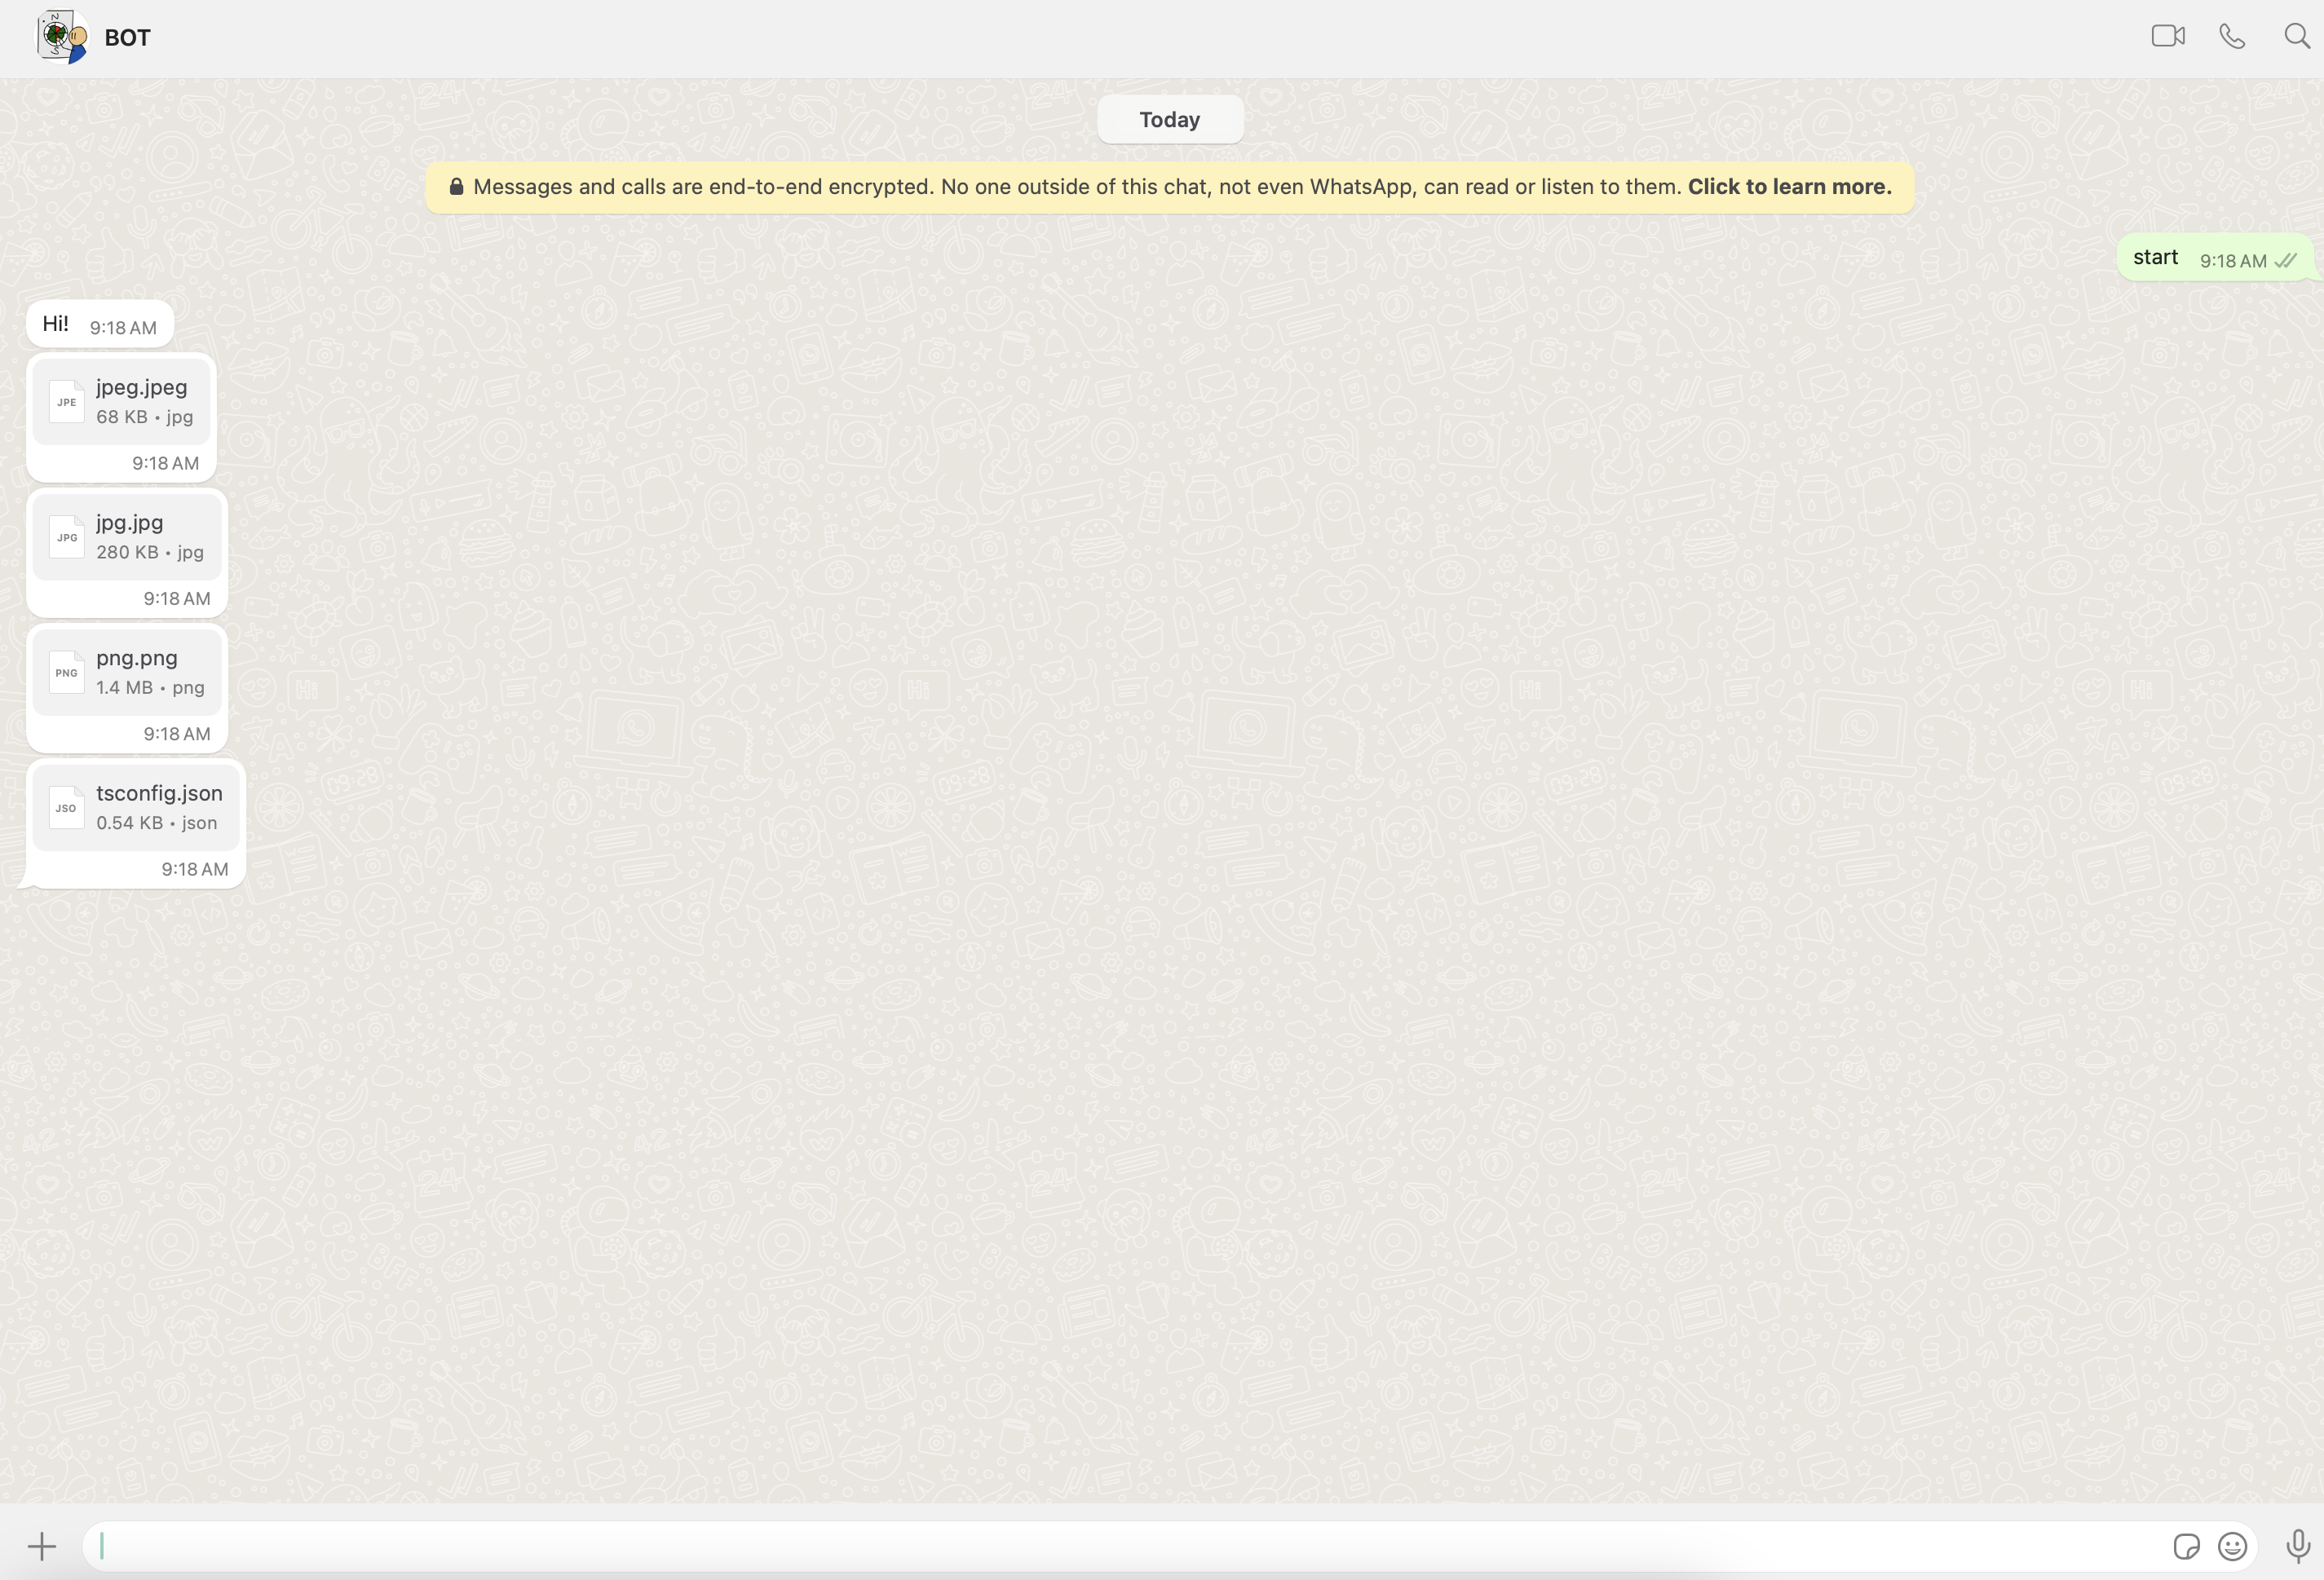 BOT
Today
Messages and calls are end-to-end encrypted. No one outside of this chat, not even WhatsApp, can read or listen to them. Click to learn more.
start 9:18 AM
Hi! 9:18 AM
JPE
jpeg.jpeg
68 KB • jpg
9:18 AM
JPG
jpg.jpg
280 KB • jpg
9:18 AM
PNG
png.png
1.4 MB • png
9:18 AM
JSO
tsconfig.json
0.54 KB • json
9:18 AM